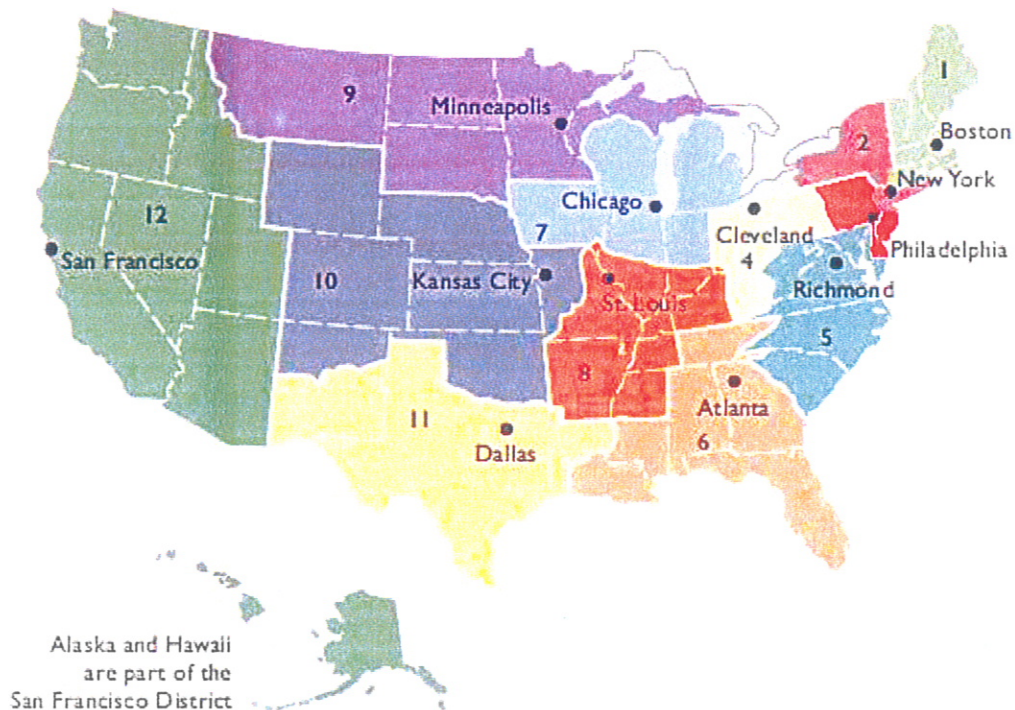 1
9
Minneapolis
2
Boston
New York
Chicago
12
7
Cleveland
Philadelphia
San Francisco
4
10
Kansas City
St. Louis
Richmond
5
8
Atlanta
11
6
Dallas
Alaska and Hawaii
are part of the
San Francisco District